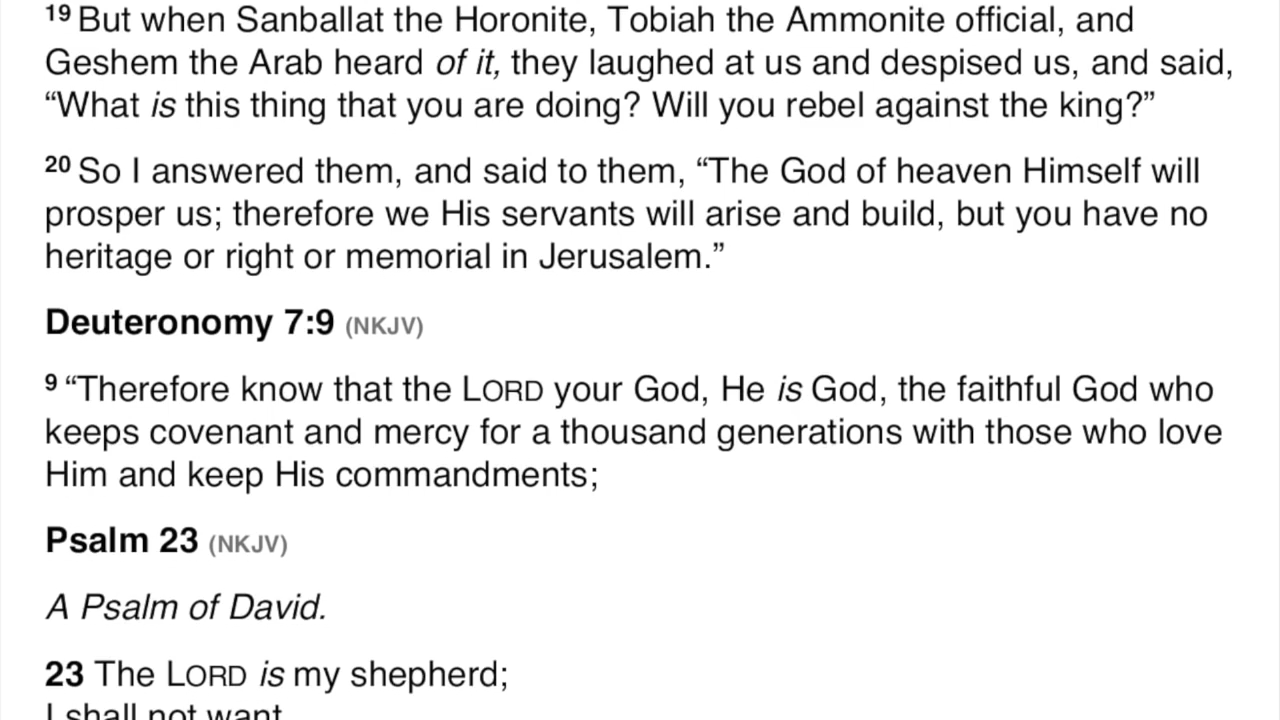 19 But when Sanballat the Horonite, Tobiah the Ammonite official, and
Geshem the Arab heard of it, they laughed at us and despised us, and said,
“What is this thing that you are doing? Will you rebel against the king?”
20 So I answered them, and said to them, “The God of heaven Himself will
prosper us; therefore we His servants will arise and build, but you have no
heritage or right or memorial in Jerusalem.”
Deuteronomy 7:9 (NKJV)
9 “Therefore know that the LORD your God, He is God, the faithful God who
keeps covenant and mercy for a thousand generations with those who love
Him and keep His commandments;
Psalm 23 (NKJV)
A Psalm of David.
23 The LORD is my shepherd;
I shall not want